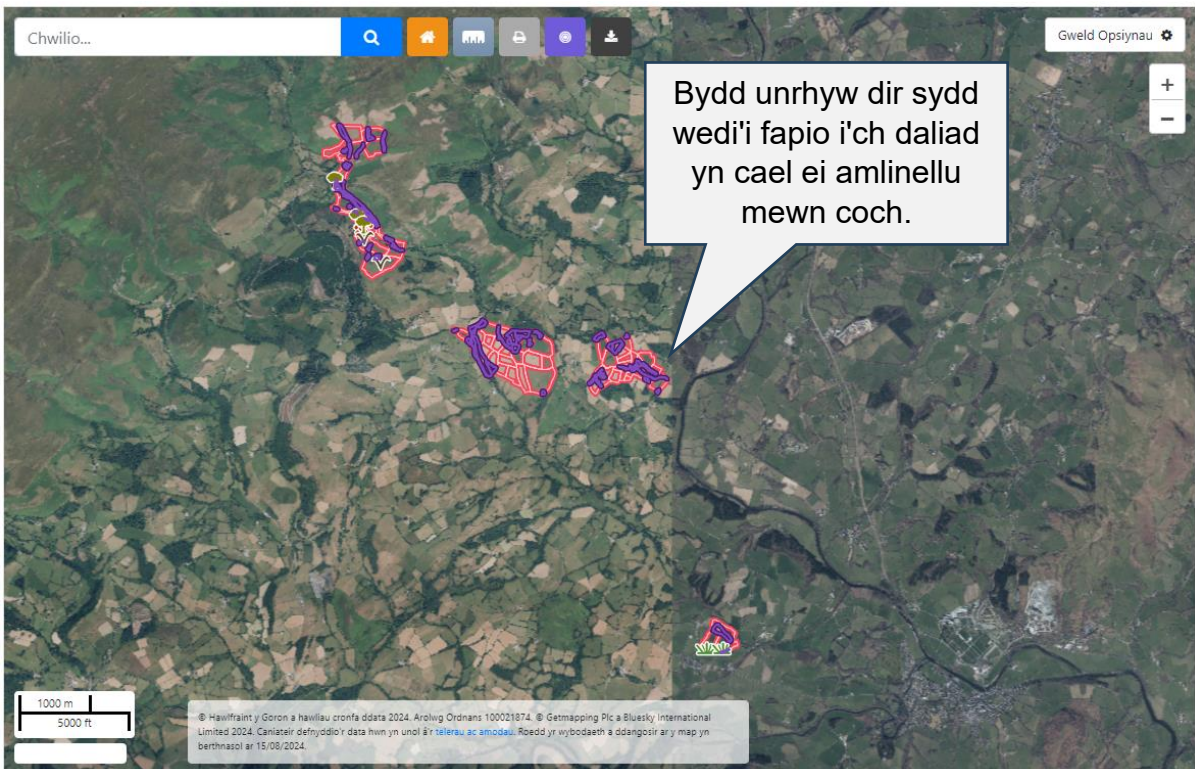 Chwilio...
Gweld Opsiynau
+
−
Bydd unrhyw dir sydd
wedi'i fapio i'ch daliad
yn cael ei amlinellu
mewn coch.
1000 m
5000 ft
© Hawlfraint y Goron a hawliau cronfa ddata 2024. Arolwg Ordnans 100021874. © Getmapping Plc a Bluesky International
Limited 2024. Caniateir defnyddio'r data hwn yn unol â'r telerau ac amodau. Roedd yr wybodaeth a ddangosir ar y map yn
berthnasol ar 15/08/2024.